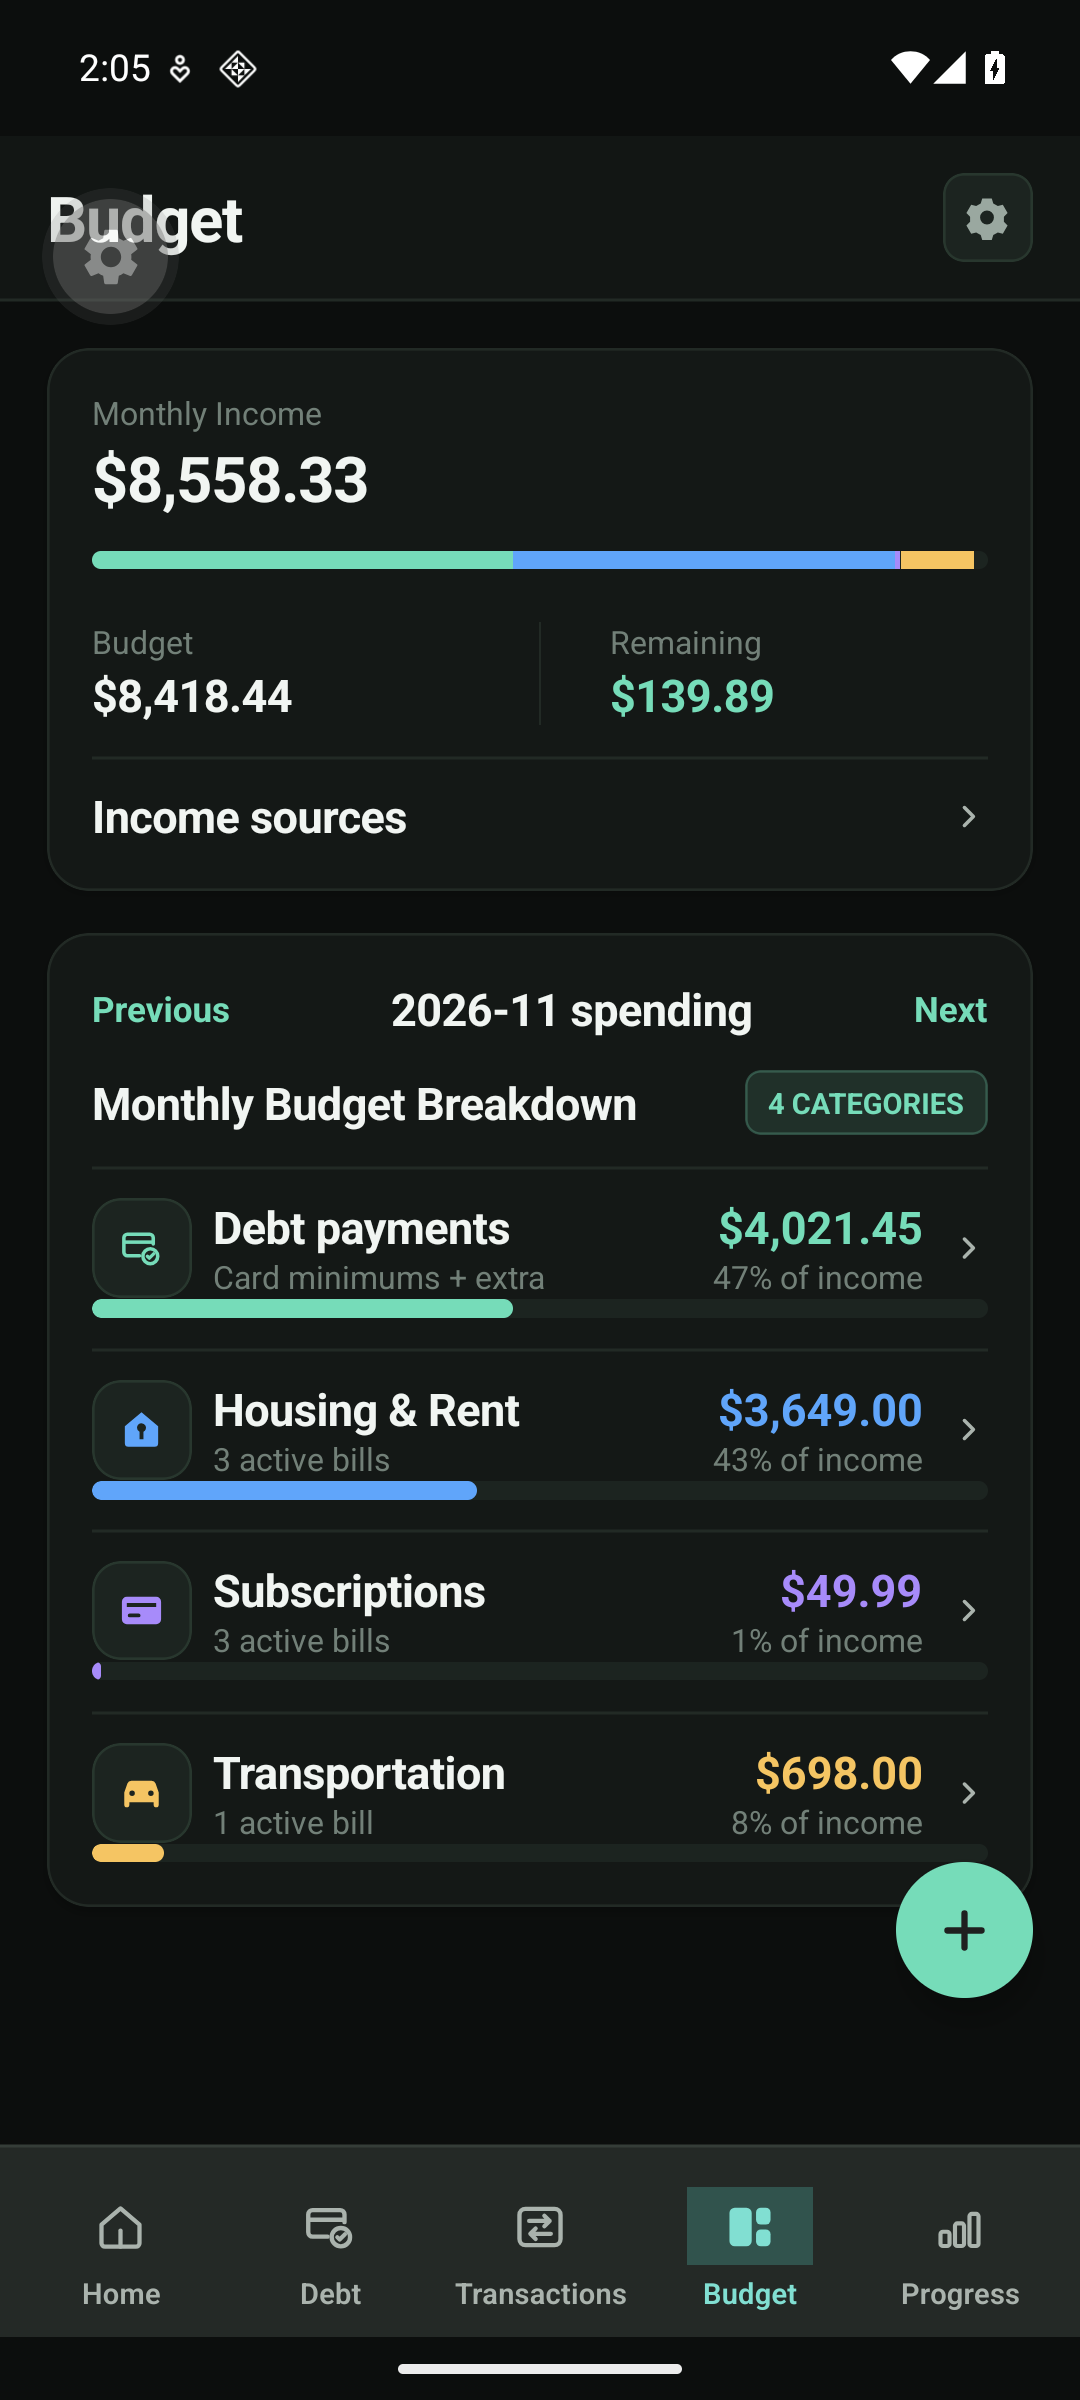 2:05
Budget
Monthly Income
$8,558.33
Budget
$8,418.44
Remaining
$139.89
Income sources
Previous
2026-11 spending
Next
Monthly Budget Breakdown
4 CATEGORIES
Debt payments
$4,021.45
Card minimums + extra
47% of income
Housing & Rent
$3,649.00
3 active bills
43% of income
Subscriptions
$49.99
3 active bills
1% of income
Transportation
$698.00
1 active bill
8% of income
Home
Debt
Transactions
Budget
Progress